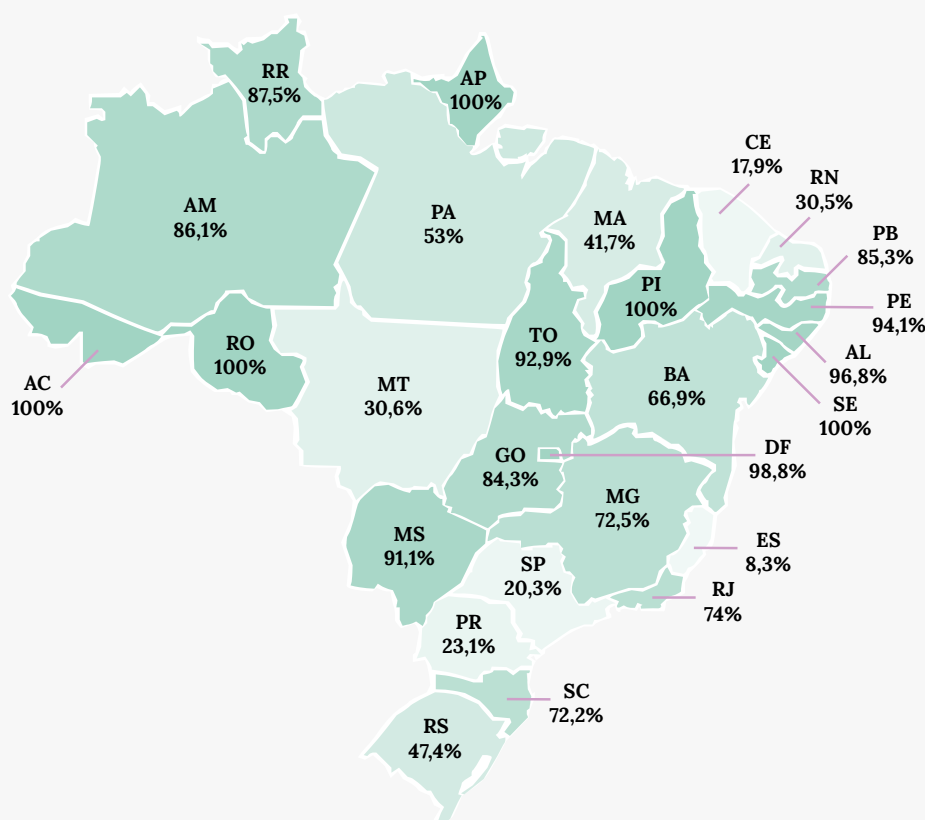 RR
87,5%
AP
100%
CE
17,9%
RN
30,5%
AM
86,1%
PA
53%
MA
41,7%
PB
85,3%
PI
100%
PE
94,1%
TO
92,9%
RO
100%
AL
96,8%
AC
100%
MT
30,6%
BA
66,9%
SE
100%
DF
98,8%
GO
84,3%
MG
72,5%
MS
91,1%
ES
8,3%
SP
20,3%
RJ
74%
PR
23,1%
SC
72,2%
RS
47,4%